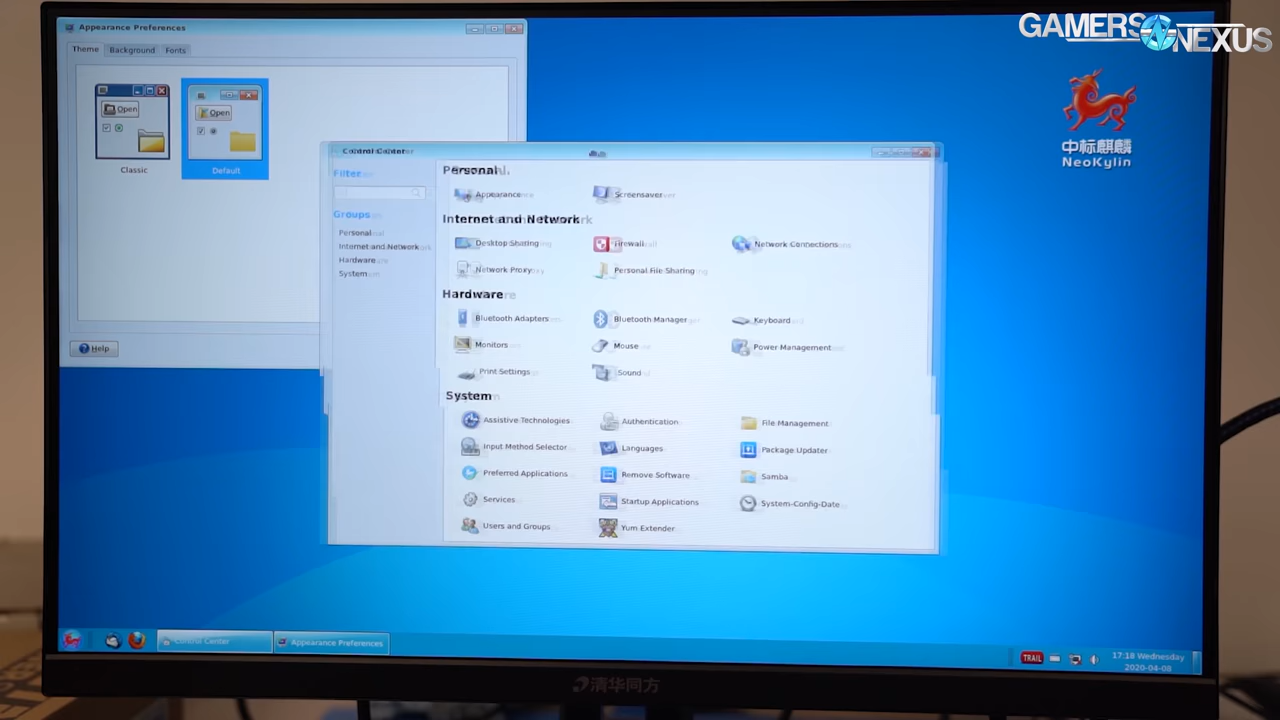 GAMERS NEXUS
Appearance Preferences
Theme Background Fonts
Open
Open
Classic
Default
Help
中标麒麟
NeoKylin
Control Center
Filter
Groups
Personal
Internet and Network
Hardware
System
Personal
Appearance
Screensaver
Internet and Network
Desktop Sharing
Firewall
Network Connections
Network Proxy
Personal File Sharing
Hardware
Bluetooth Adapters
Bluetooth Manager
Keyboard
Monitors
Mouse
Power Management
Print Settings
Sound
System
Assistive Technologies
Authentication
File Management
Input Method Selector
Languages
Package Updater
Preferred Applications
Remove Software
Samba
Services
Startup Applications
System-Config-Date
Users and Groups
Yum Extender
Control Center
Appearance Preferences
TRAIL
17:18 Wednesday
2020-04-08
清华同方